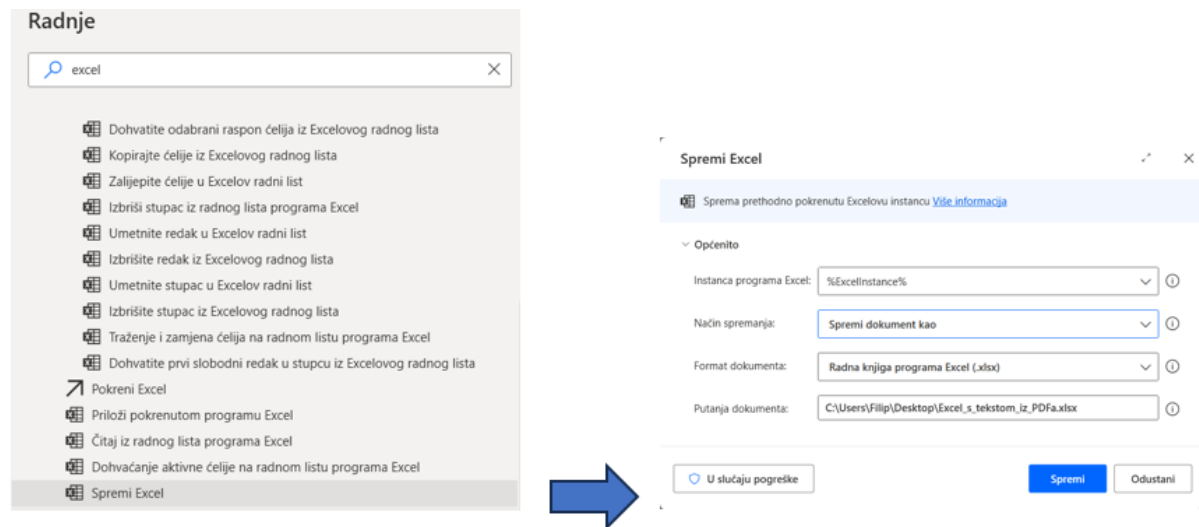 Radnje
excel
Dohvatite odabrani raspon ćelija iz Excelovog radnog lista
Kopirajte ćelije iz Excelovog radnog lista
Zalijepite ćelije u Excelov radni list
Izbriši stupac iz radnog lista programa Excel
Umetnite redak u Excelov radni list
Izbrišite redak iz Excelovog radnog lista
Umetnite stupac u Excelov radni list
Izbrišite stupac iz Excelovog radnog lista
Traženje i zamjena ćelija na radnom listu programa Excel
Dohvatite prvi slobodni redak u stupcu iz Excelovog radnog lista
Pokreni Excel
Priloži pokrenutom programu Excel
Čitaj iz radnog lista programa Excel
Dohvaćanje aktivne ćelije na radnom listu programa Excel
Spremi Excel
Spremi Excel
Sprema prethodno pokrenutu Excelovu instancu Više informacija
Općenito
Instanca programa Excel: %ExcelInstance%
Način spremanja: Spremi dokument kao
Format dokumenta: Radna knjiga programa Excel (.xlsx)
Putanja dokumenta: C:\Users\Filip\Desktop\Excel_s_tekstom_iz_PDFa.xlsx
U slučaju pogreške Spremi Odustani